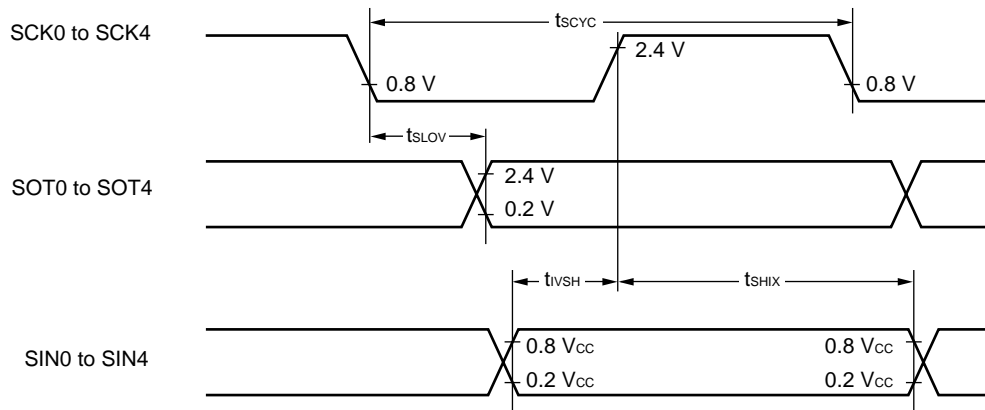 tSCYC
SCK0 to SCK4
2.4 V
0.8 V
0.8 V
tSLOV
SOT0 to SOT4
2.4 V
0.2 V
tIVSH
tSHIX
SIN0 to SIN4
0.8 VCC
0.8 VCC
0.2 VCC
0.2 VCC